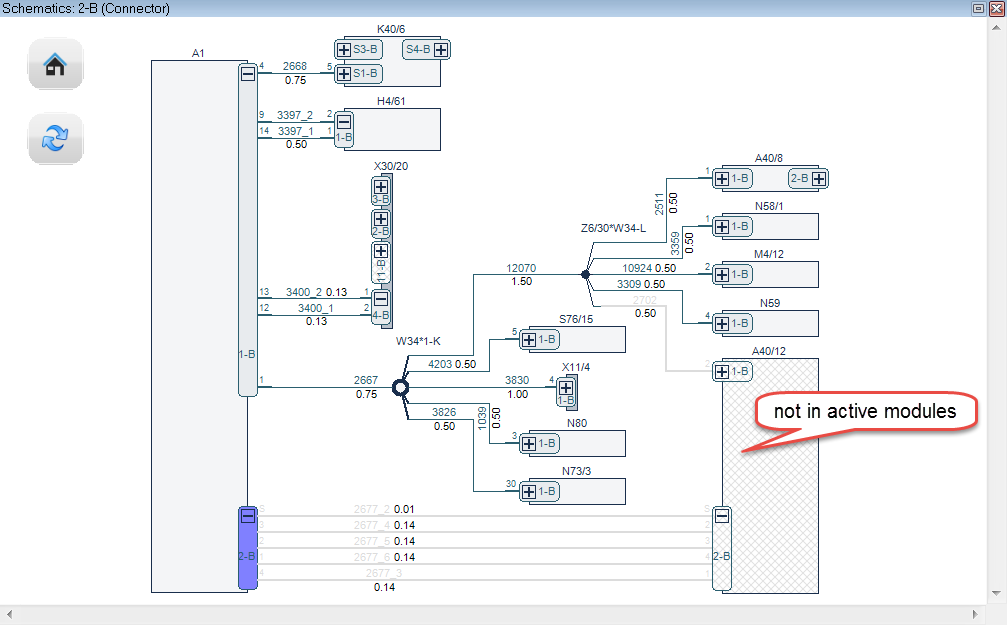 Schematics: 2-B (Connector)
K40/6
S3-B
S4-B
A1
4
2668
5
S1-B
0.75
H4/61
9
3397_2
2
14
3397_1
1
1-B
0.50
X30/20
3-B
2-B
11-B
13
3400_2
0.13
1
12
3400_1
2
4-B
0.13
A40/8
1
1-B
2-B
2511
0.50
N58/1
1
1-B
Z6/30*W34-L
3359
0.50
M4/12
12070
10924
0.50
2
1-B
1.50
3309
0.50
N59
2702
0.50
4
1-B
S76/15
5
1-B
W34*1-K
1-B
A40/12
4203
0.50
X11/4
2
1-B
1
2667
3830
4
0.75
1.00
1-B
not in active modules
3826
0.50
1039
0.50
N80
3
1-B
N73/3
30
1-B
2677_2
0.01
2677_4
0.14
2
2677_5
0.14
2677_6
0.14
4
2-B
2-B
2677_3
0.14